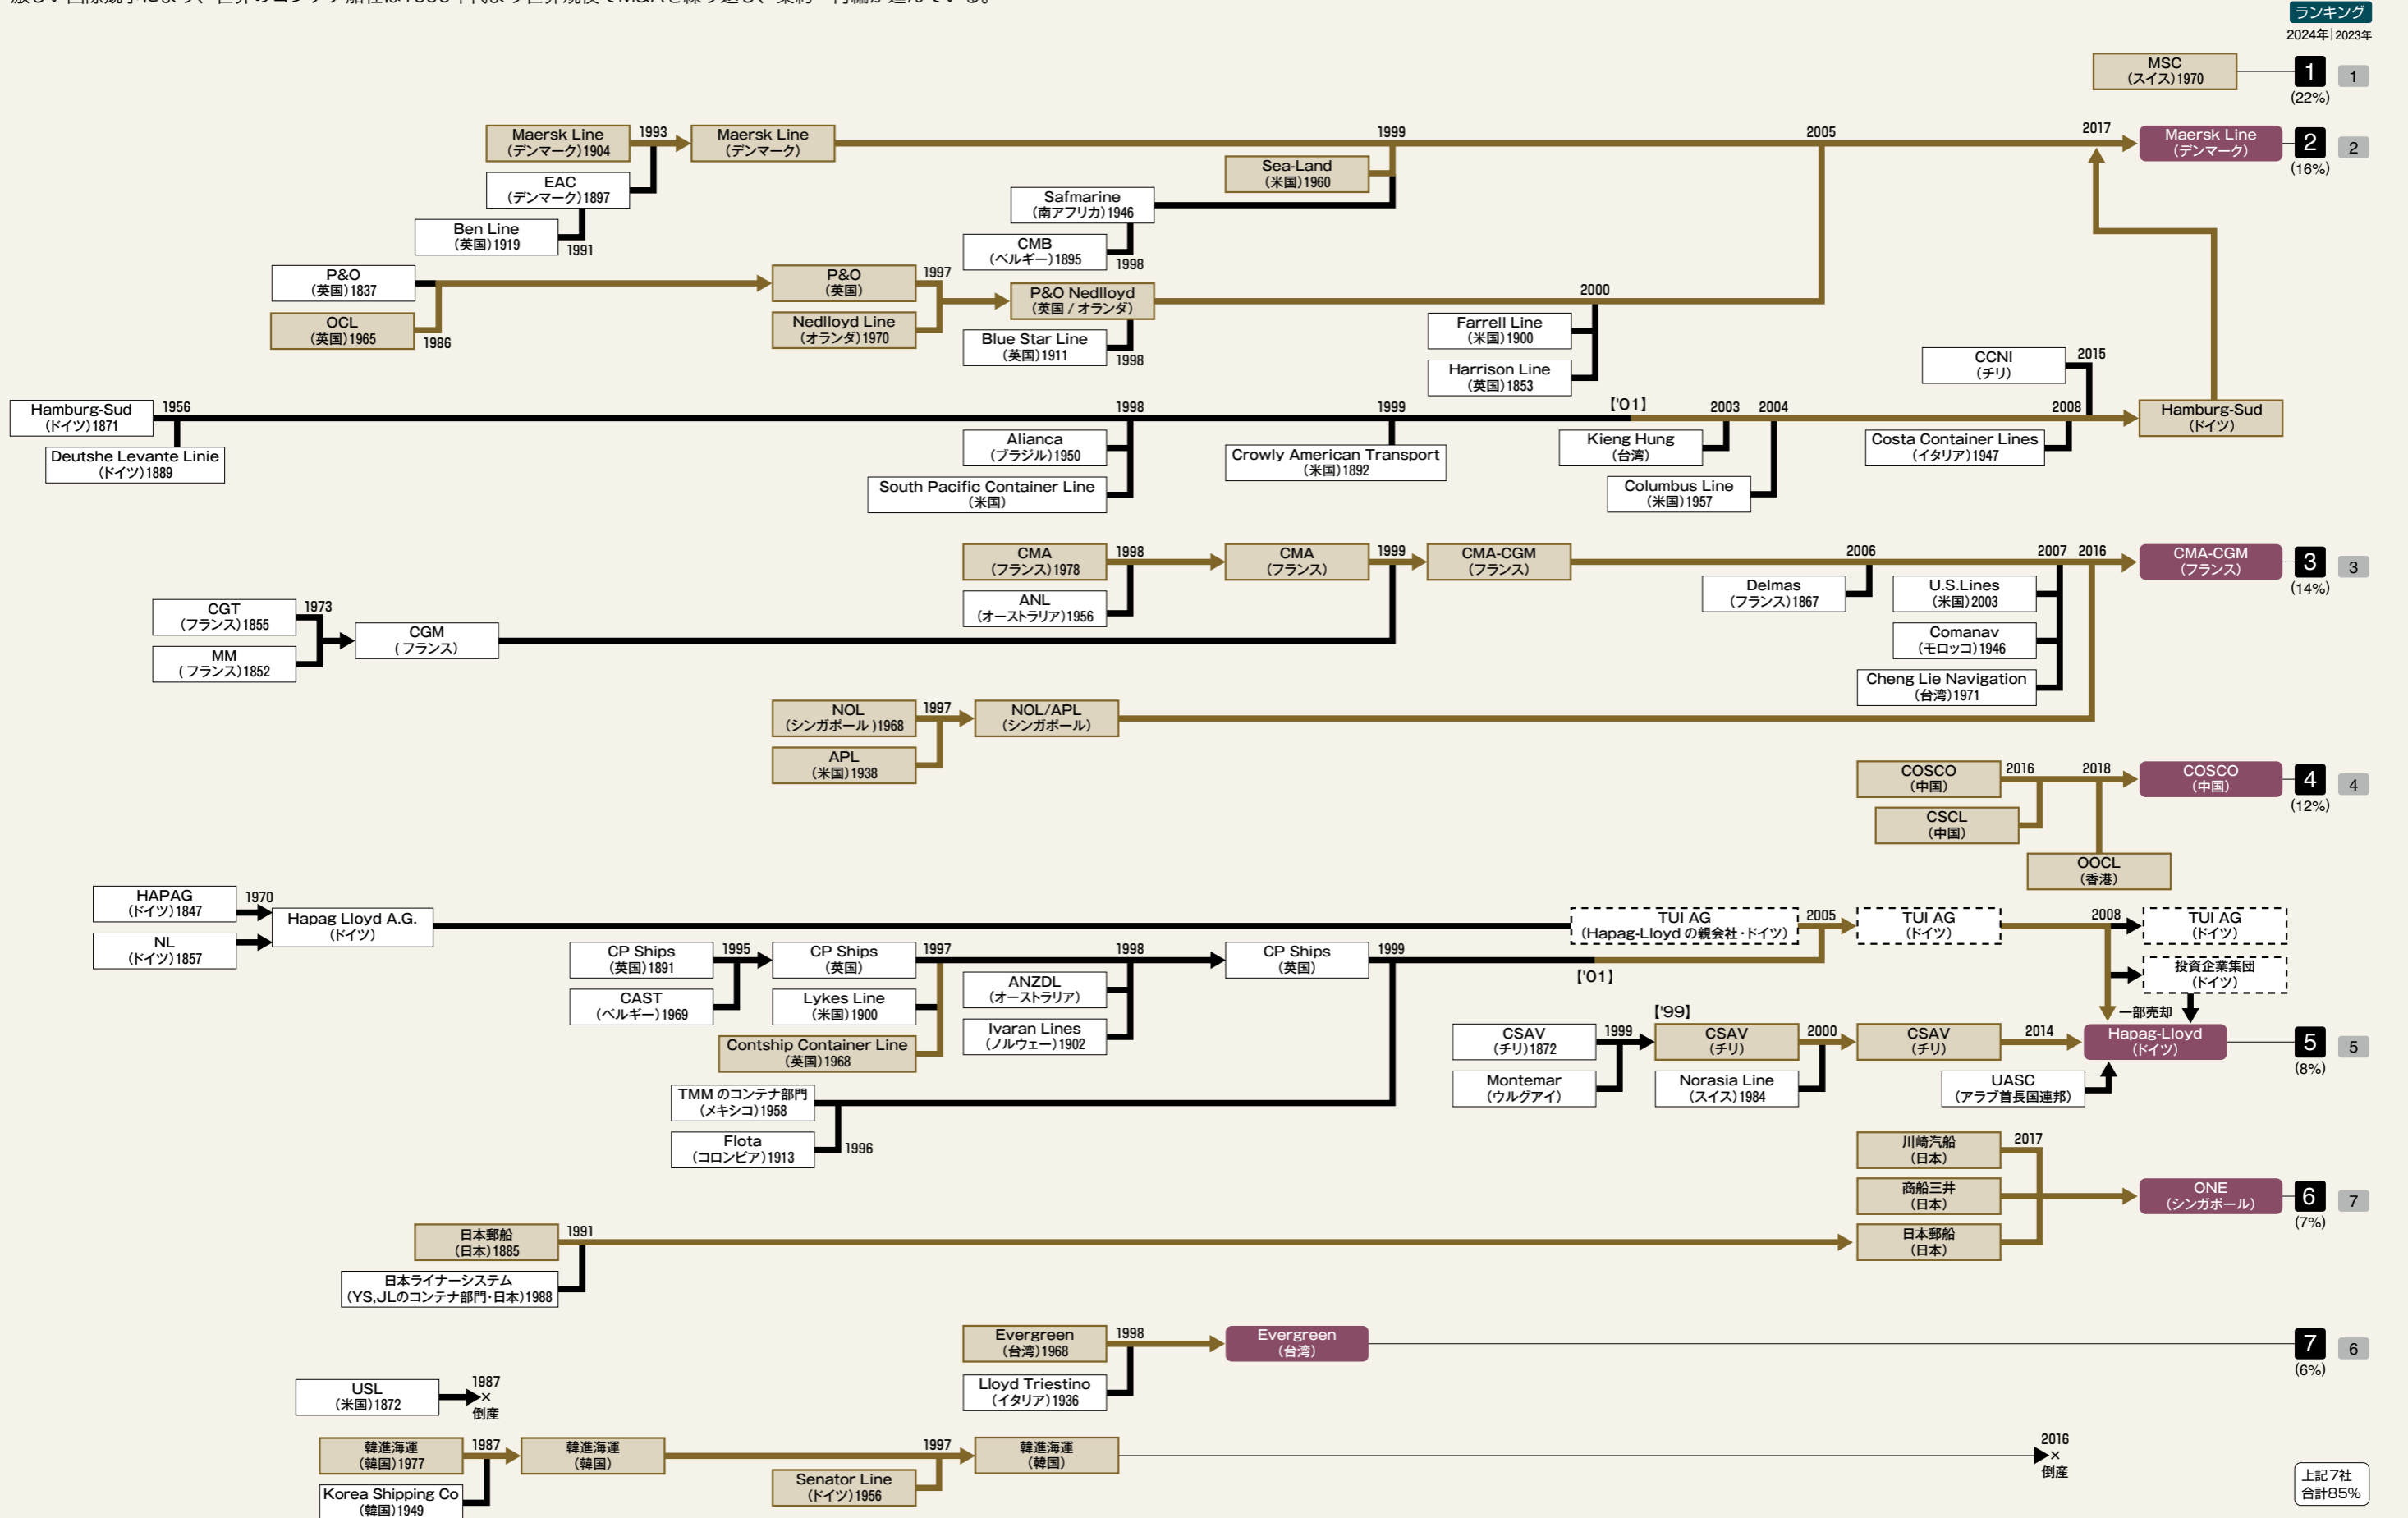 ランキング
2024年|2023年
MSC
(スイス)1970
1
1
(22%)
Maersk Line
(デンマーク)1904
1993
Maersk Line
(デンマーク)
1999
2005
2017
Maersk Line
(デンマーク)
2
2
(16%)
EAC
(デンマーク)1897
Ben Line
(英国)1919
1991
Sea-Land
(米国)1960
Safmarine
(南アフリカ)1946
CMB
(ベルギー)1895
1998
P&O
(英国)1837
OCL
(英国)1965
1986
P&O
(英国)
1997
Nedlloyd Line
(オランダ)1970
P&O Nedlloyd
(英国 / オランダ)
Blue Star Line
(英国)1911
1998
2000
Farrell Line
(米国)1900
Harrison Line
(英国)1853
CCNI
(チリ)
2015
Hamburg-Sud
(ドイツ)1871
1956
1998
1999
【'01】
2003
2004
2008
Hamburg-Sud
(ドイツ)
Deutshe Levante Linie
(ドイツ)1889
Alianca
(ブラジル)1950
South Pacific Container Line
(米国)
Crowly American Transport
(米国)1892
Kieng Hung
(台湾)
Columbus Line
(米国)1957
Costa Container Lines
(イタリア)1947
CMA
(フランス)1978
1998
CMA
(フランス)
1999
CMA-CGM
(フランス)
2006
2007
2016
CMA-CGM
(フランス)
3
3
(14%)
ANL
(オーストラリア)1956
Delmas
(フランス)1867
U.S.Lines
(米国)2003
Comanav
(モロッコ)1946
Cheng Lie Navigation
(台湾)1971
CGT
(フランス)1855
1973
MM
( フランス)1852
CGM
( フランス)
NOL
(シンガポール )1968
1997
NOL/APL
(シンガポール)
APL
(米国)1938
COSCO
(中国)
2016
2018
COSCO
(中国)
4
4
(12%)
CSCL
(中国)
OOCL
(香港)
HAPAG
(ドイツ)1847
1970
NL
(ドイツ)1857
Hapag Lloyd A.G.
(ドイツ)
TUI AG
(Hapag-Lloyd の親会社・ドイツ)
2005
TUI AG
(ドイツ)
2008
TUI AG
(ドイツ)
投資企業集団
(ドイツ)
一部売却
CP Ships
(英国)1891
1995
CP Ships
(英国)
1997
1998
CP Ships
(英国)
1999
【'01】
CAST
(ベルギー)1969
Lykes Line
(米国)1900
Contship Container Line
(英国)1968
ANZDL
(オーストラリア)
Ivaran Lines
(ノルウェー)1902
TMM のコンテナ部門
(メキシコ)1958
Flota
(コロンビア)1913
1996
CSAV
(チリ)1872
1999
【'99】
CSAV
(チリ)
2000
CSAV
(チリ)
2014
Hapag-Lloyd
(ドイツ)
5
5
(8%)
Montemar
(ウルグアイ)
Norasia Line
(スイス)1984
UASC
(アラブ首長国連邦)
川崎汽船
(日本)
2017
商船三井
(日本)
ONE
(シンガポール)
6
7
(7%)
日本郵船
(日本)1885
1991
日本郵船
(日本)
日本ライナーシステム
(YS,JLのコンテナ部門・日本)1988
Evergreen
(台湾)1968
1998
Evergreen
(台湾)
7
6
(6%)
Lloyd Triestino
(イタリア)1936
USL
(米国)1872
1987
×
倒産
韓進海運
(韓国)1977
1987
韓進海運
(韓国)
1997
韓進海運
(韓国)
2016
×
倒産
Korea Shipping Co
(韓国)1949
Senator Line
(ドイツ)1956
上記7社
合計85%